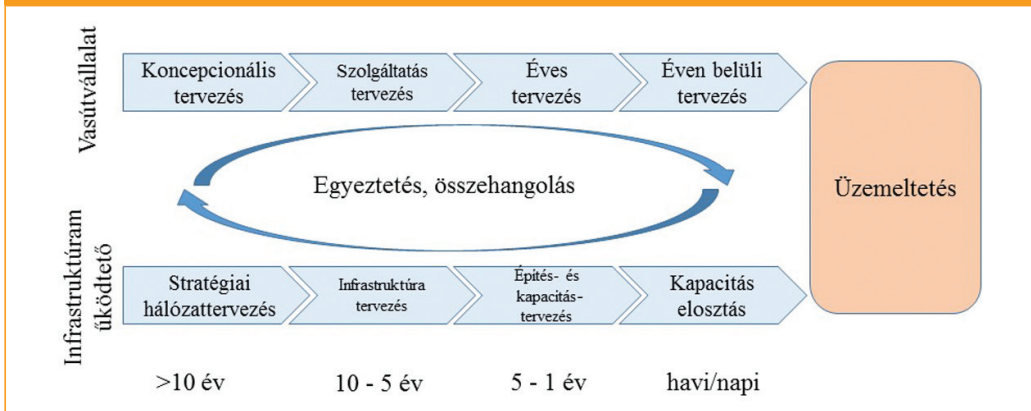 Vasútvállalat
Koncepcionális
tervezés
Szolgáltatás
tervezés
Éves
tervezés
Éven belüli
tervezés
Egyeztetés, összehangolás
Üzemeltetés
Infrastruktúram
űködtető
Stratégiai
hálózattervezés
Infrastruktúra
tervezés
Építés- és
kapacitás-
tervezés
Kapacitás
elosztás
>10 év
10 - 5 év
5 - 1 év
havi/napi